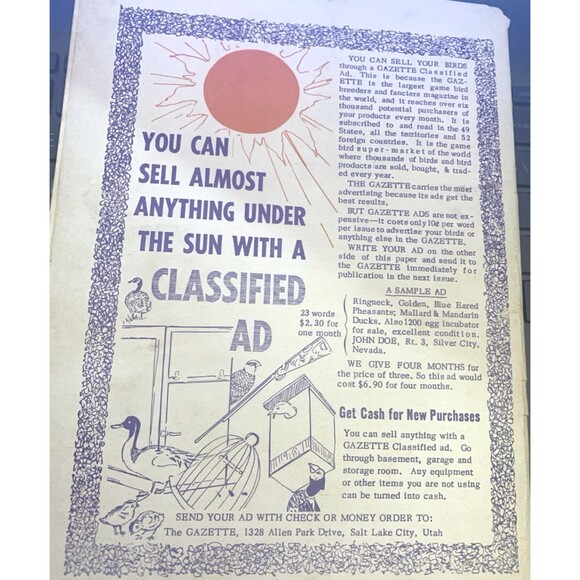 YOU CAN
SELL ALMOST
ANYTHING UNDER
THE SUN WITH A
CLASSIFIED
AD
YOU CAN SELL YOUR BIRDS
through a GAZETTE Classified
Ad. This is because the GAZ-
ETTE is the largest game bird
breeders and fanciers magazine in
the world, and it reaches over six
thousand potential purchasers of
your products every month. It is
subscribed to and read in the 49
States, all the territories and 52
foreign countries. It is the game
bird super-market of the world
where thousands of birds and bird
products are sold, bought, & trad-
ed every year.
THE GAZETTE carries the most
advertising because its ads get the
best results.
BUT GAZETTE ADS are not ex-
pensive—It costs only 10¢ per word
per issue to advertise your birds or
anything else in the GAZETTE.
WRITE YOUR AD on the other
side of this paper and send it to
the GAZETTE immediately for
publication in the next issue.
A SAMPLE AD
23 words
$2.30 for
one month
Ringneck, Golden, Blue Eared
Pheasants; Mallard & Mandarin
Ducks. Also 1200 egg incubator
for sale, excellent condition.
JOHN DOE, Rt. 3, Silver City,
Nevada.
WE GIVE FOUR MONTHS for
the price of three. So this ad would
cost $6.90 for four months.
Get Cash for New Purchases
You can sell anything with a
GAZETTE Classified ad. Go
through basement, garage and
storage room. Any equipment
or other items you are not using
can be turned into cash.
SEND YOUR AD WITH CHECK OR MONEY ORDER TO:
The GAZETTE, 1328 Allen Park Drive, Salt Lake City, Utah